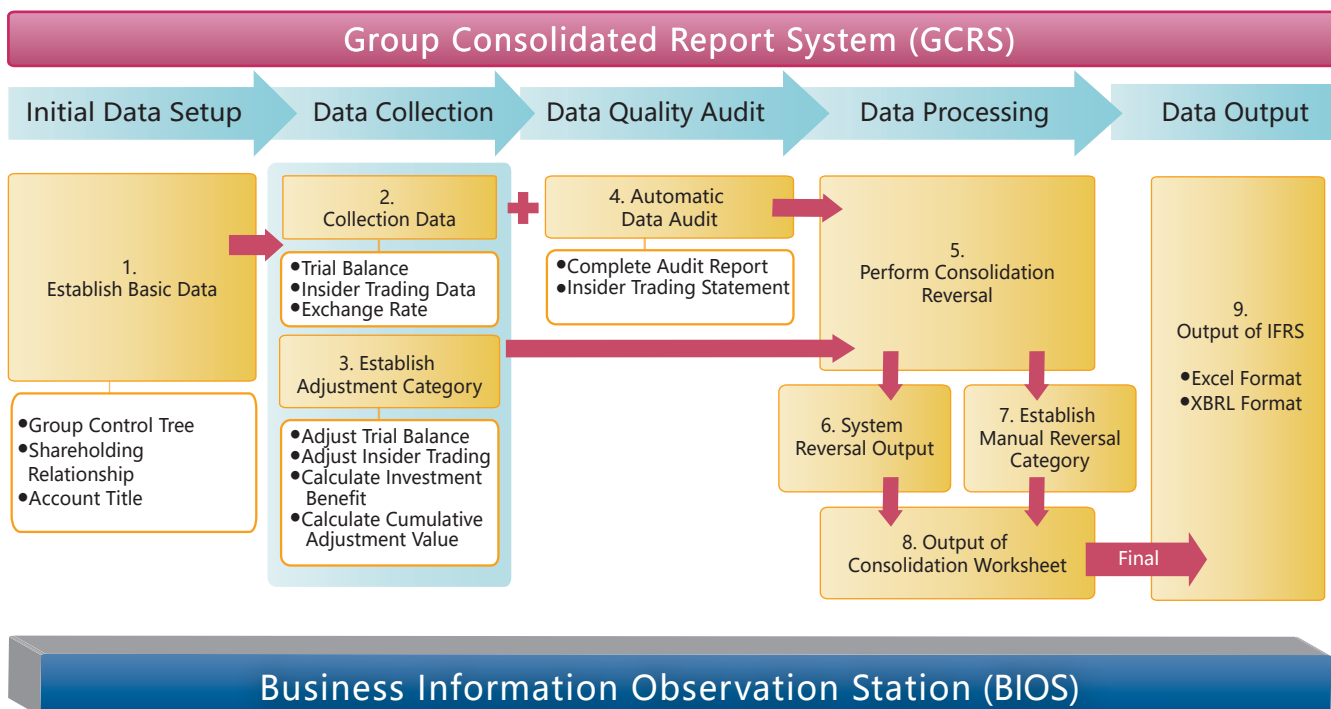 Group Consolidated Report System (GCRS)
Initial Data Setup
Data Collection
Data Quality Audit
Data Processing
Data Output
1.
Establish Basic Data
●Group Control Tree
●Shareholding
Relationship
●Account Title
2.
Collection Data
●Trial Balance
●Insider Trading Data
●Exchange Rate
3. Establish
Adjustment Category
●Adjust Trial Balance
●Adjust Insider Trading
●Calculate Investment
Benefit
●Calculate Cumulative
Adjustment Value
4. Automatic
Data Audit
●Complete Audit Report
●Insider Trading Statement
5.
Perform Consolidation
Reversal
6. System
Reversal Output
7. Establish
Manual Reversal
Category
8. Output of
Consolidation Worksheet
Final
9.
Output of IFRS
●Excel Format
●XBRL Format
Business Information Observation Station (BIOS)